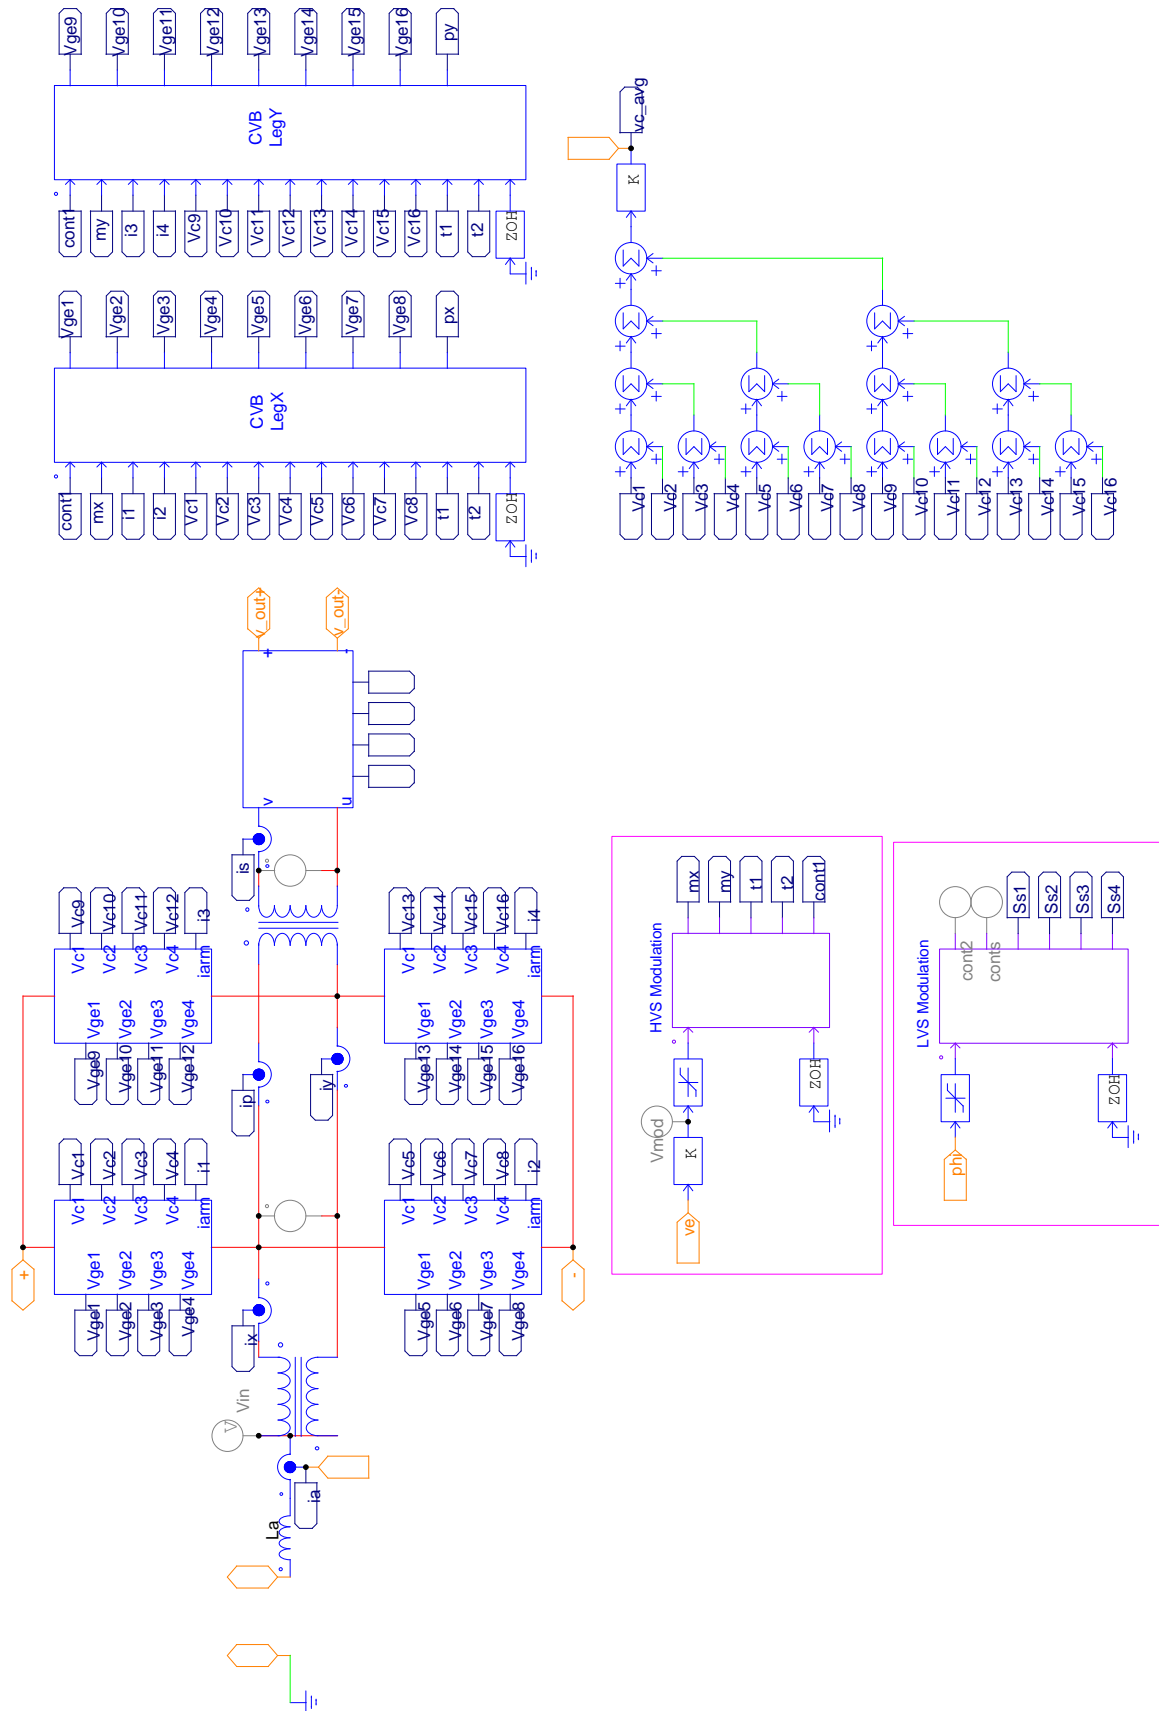 Vge9
Vge10
Vge11
Vge12
Vge13
Vge14
Vge15
Vge16
py
CVB
LegY
cont1
my
i3
i4
Vc9
Vc10
Vc11
Vc12
Vc13
Vc14
Vc15
Vc16
t1
t2
ZOH
Vge1
Vge2
Vge3
Vge4
Vge5
Vge6
Vge7
Vge8
px
CVB
LegX
cont1
mx
i1
i2
Vc1
Vc2
Vc3
Vc4
Vc5
Vc6
Vc7
Vc8
t1
t2
ZOH
vc_avg
K
Σ
+
+
Σ
+
+
Σ
+
+
Σ
+
+
Σ
+
+
Σ
+
+
Σ
+
+
Σ
+
+
Σ
+
+
Σ
+
+
Σ
+
+
Σ
+
+
Σ
+
+
Σ
+
+
Σ
+
+
Vc1
Vc2
Vc3
Vc4
Vc5
Vc6
Vc7
Vc8
Vc9
Vc10
Vc11
Vc12
Vc13
Vc14
Vc15
Vc16
v_out+
v_out-
+
-
v
u
is
Vc9
Vc10
Vc11
Vc12
i3
Vc1
Vc2
Vc3
Vc4
iarm
Vge1
Vge2
Vge3
Vge4
Vge9
Vge10
Vge11
Vge12
Vc13
Vc14
Vc15
Vc16
i4
Vc1
Vc2
Vc3
Vc4
iarm
Vge1
Vge2
Vge3
Vge4
Vge13
Vge14
Vge15
Vge16
ip
iy
Vc1
Vc2
Vc3
Vc4
i1
Vc1
Vc2
Vc3
Vc4
iarm
Vge1
Vge2
Vge3
Vge4
Vge1
Vge2
Vge3
Vge4
Vc5
Vc6
Vc7
Vc8
i2
Vc1
Vc2
Vc3
Vc4
iarm
Vge1
Vge2
Vge3
Vge4
Vge5
Vge6
Vge7
Vge8
+
-
ix
Vin
V
ia
La
mx
my
t1
t2
cont1
HVS Modulation
ZOH
Vmod
K
ve
cont2
conts
Ss1
Ss2
Ss3
Ss4
LVS Modulation
ZOH
phi